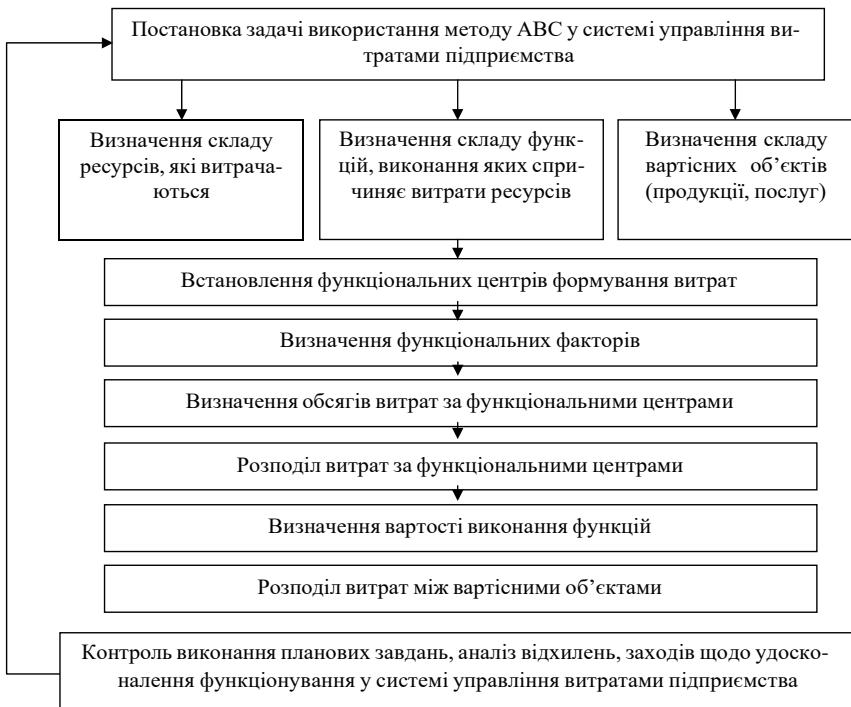 Постановка задачі використання методу АВС у системі управління ви-
тратами підприємства
Визначення складу
ресурсів, які витрача-
ються
Визначення складу функ-
цій, виконання яких спри-
чиняє витрати ресурсів
Визначення складу
вартісних об’єктів
(продукції, послуг)
Встановлення функціональних центрів формування витрат
Визначення функціональних факторів
Визначення обсягів витрат за функціональними центрами
Розподіл витрат за функціональними центрами
Визначення вартості виконання функцій
Розподіл витрат між вартісними об’єктами
Контроль виконання планових завдань, аналіз відхилень, заходів щодо удоско-
налення функціонування у системі управління витратами підприємства